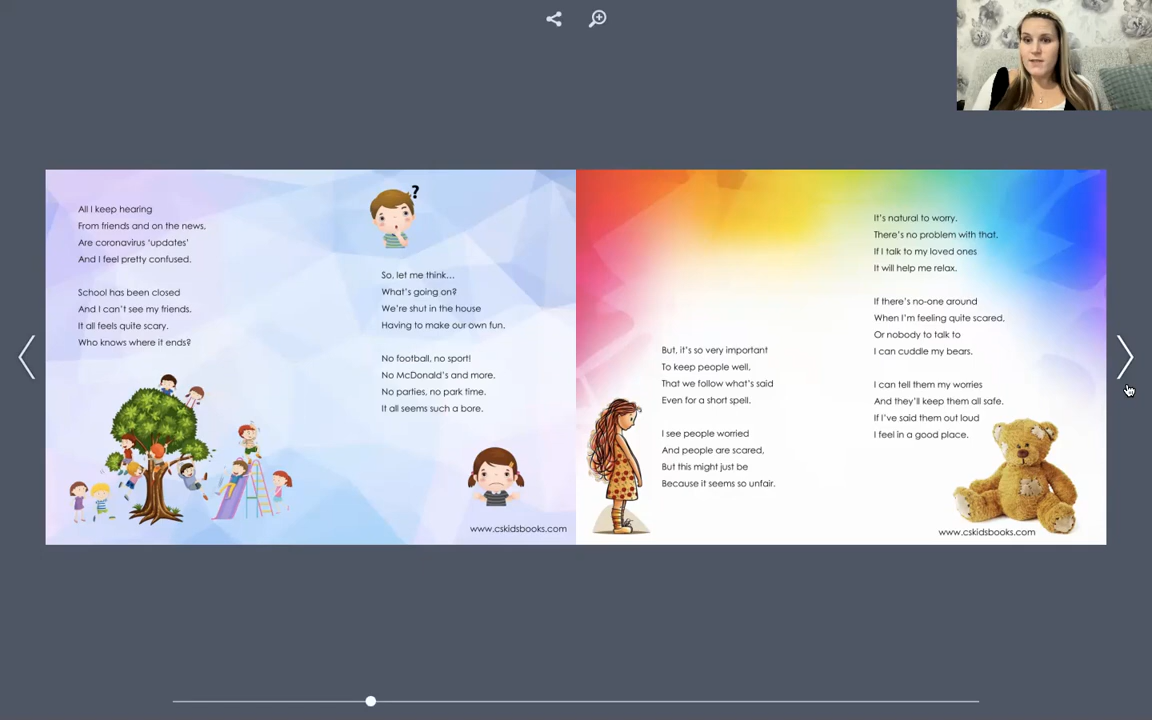 All I keep hearing
From friends and on the news,
Are coronavirus ‘updates’
And I feel pretty confused.
School has been closed
And I can’t see my friends.
It all feels quite scary.
Who knows where it ends?
?
So, let me think...
What’s going on?
We’re shut in the house
Having to make our own fun.
No football, no sport!
No McDonald’s and more.
No parties, no park time.
It all seems such a bore.
www.cskidsbooks.com
But, it’s so very important
To keep people well,
That we follow what’s said
Even for a short spell.
I see people worried
And people are scared,
But this might just be
Because it seems so unfair.
It’s natural to worry.
There’s no problem with that.
If I talk to my loved ones
It will help me relax.
If there’s no-one around
When I’m feeling quite scared,
Or nobody to talk to
I can cuddle my bears.
I can tell them my worries
And they’ll keep them all safe.
If I’ve said them out loud
I feel in a good place.
www.cskidsbooks.com